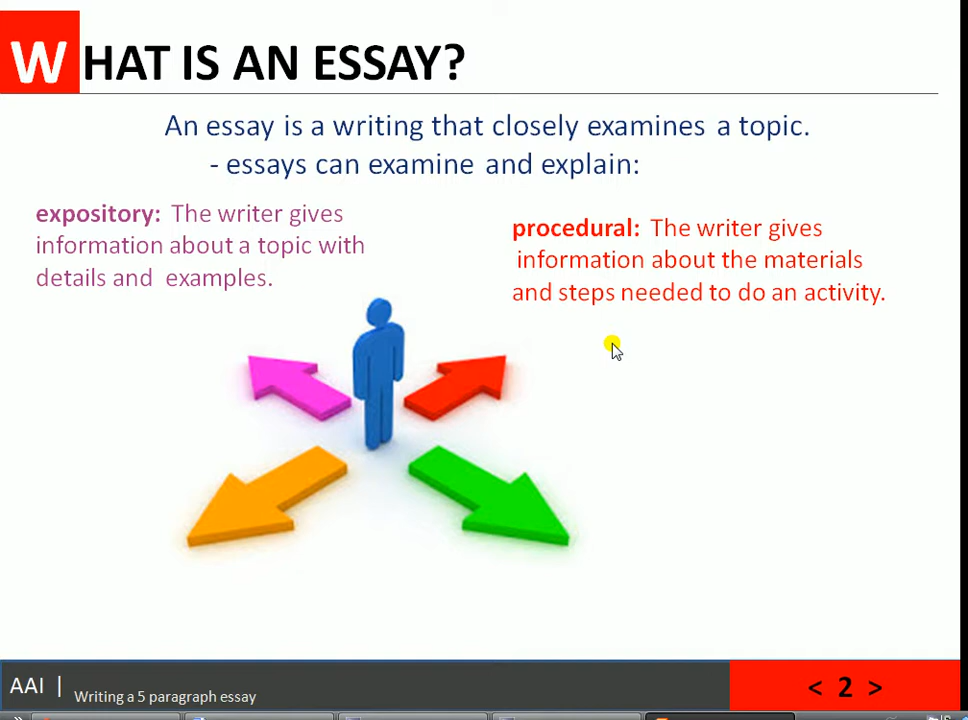 WHAT IS AN ESSAY?
An essay is a writing that closely examines a topic.
- essays can examine and explain:
expository: The writer gives
information about a topic with
details and examples.
procedural: The writer gives
information about the materials
and steps needed to do an activity.
AAI |
Writing a 5 paragraph essay
< 2 >